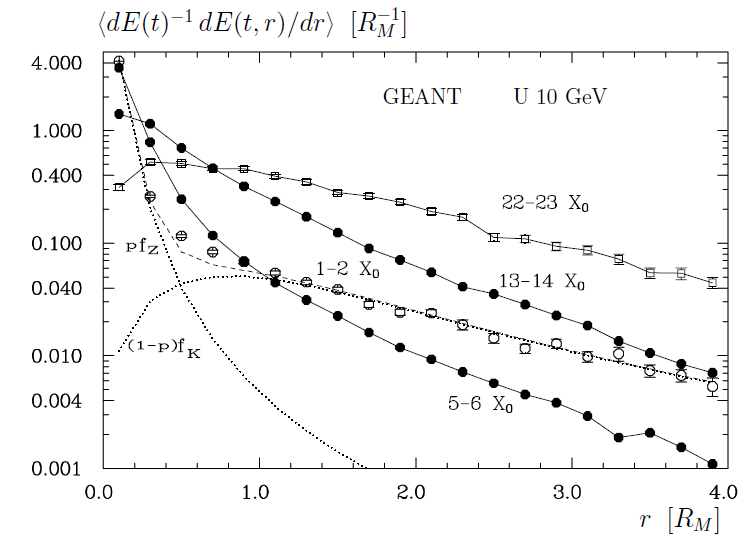 ⟨dE(t)⁻¹ dE(t, r)/dr⟩ [R_M⁻¹]
4.000
GEANT U 10 GeV
1.000
0.400
22-23 X₀
0.100
pf_Z
1-2 X₀
13-14 X₀
0.040
(1-p)f_K
0.010
0.004
5-6 X₀
0.001
0.0 1.0 2.0 3.0 4.0
r [R_M]